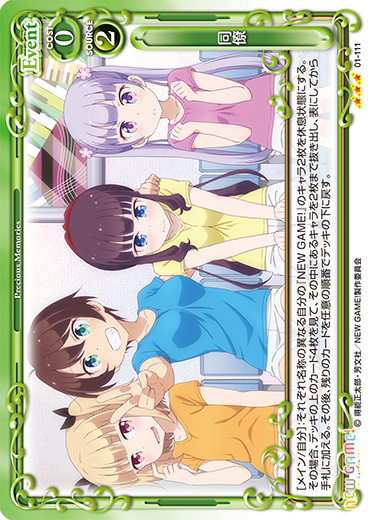 Event
COST
0
SOURCE
2
同僚
01-111
Precious Memories
[メイン/自分]:それぞれ名称の異なる自分の「NEW GAME!」のキャラ2枚を休息状態にする。
その場合、デッキの上のカード4枚を見て、その中にあるキャラを2枚まで抜き出し、表にしてから
手札に加える。その後、残りのカードを任意の順番でデッキの下に戻す。
© 得能正太郎・芳文社/NEW GAME!製作委員会
NEW GAME!